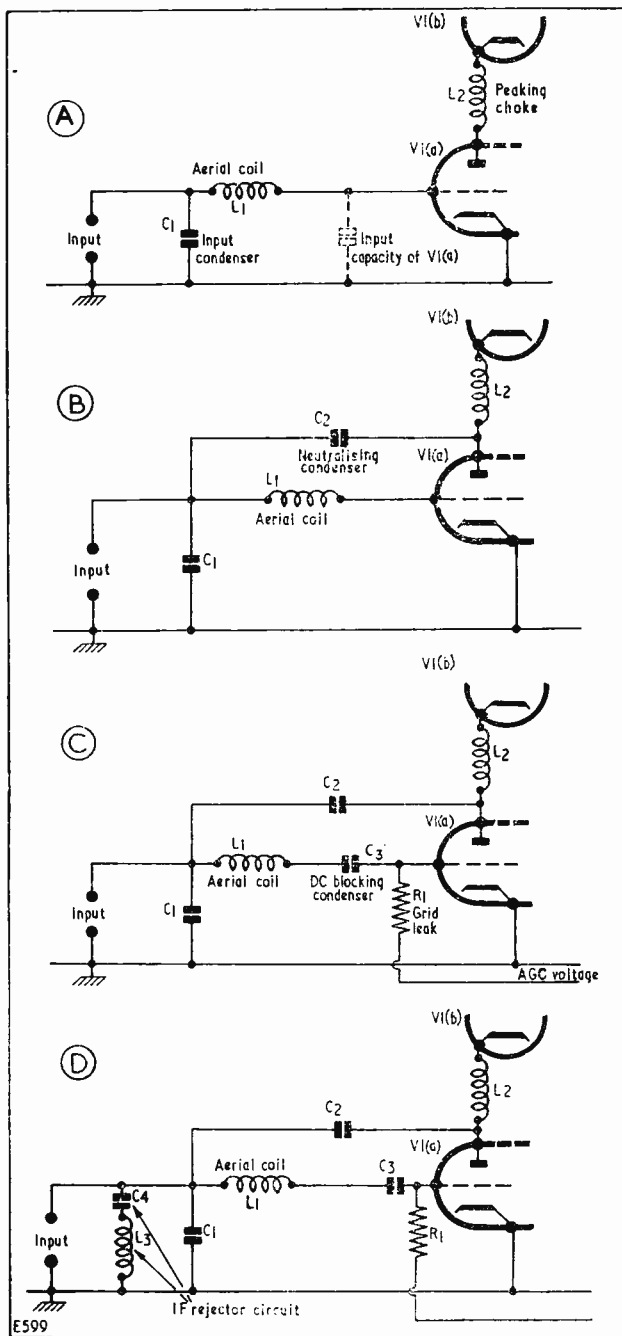 V1(b)
L2
Peaking
choke
A
V1(a)
Aerial coil
L1
Input
C1
Input
condenser
Input
capacity of V1(a)
V1(b)
B
L2
C2
Neutralising
condenser
V1(a)
L1
Aerial coil
Input
C1
V1(b)
C
L2
C2
V1(a)
L1
Aerial coil
C3
DC blocking
condenser
R1
Grid
leak
Input
C1
AGC voltage
V1(b)
D
L2
C2
V1(a)
Aerial coil
L1
C3
C4
L3
C1
R1
Input
IF rejector circuit
E599